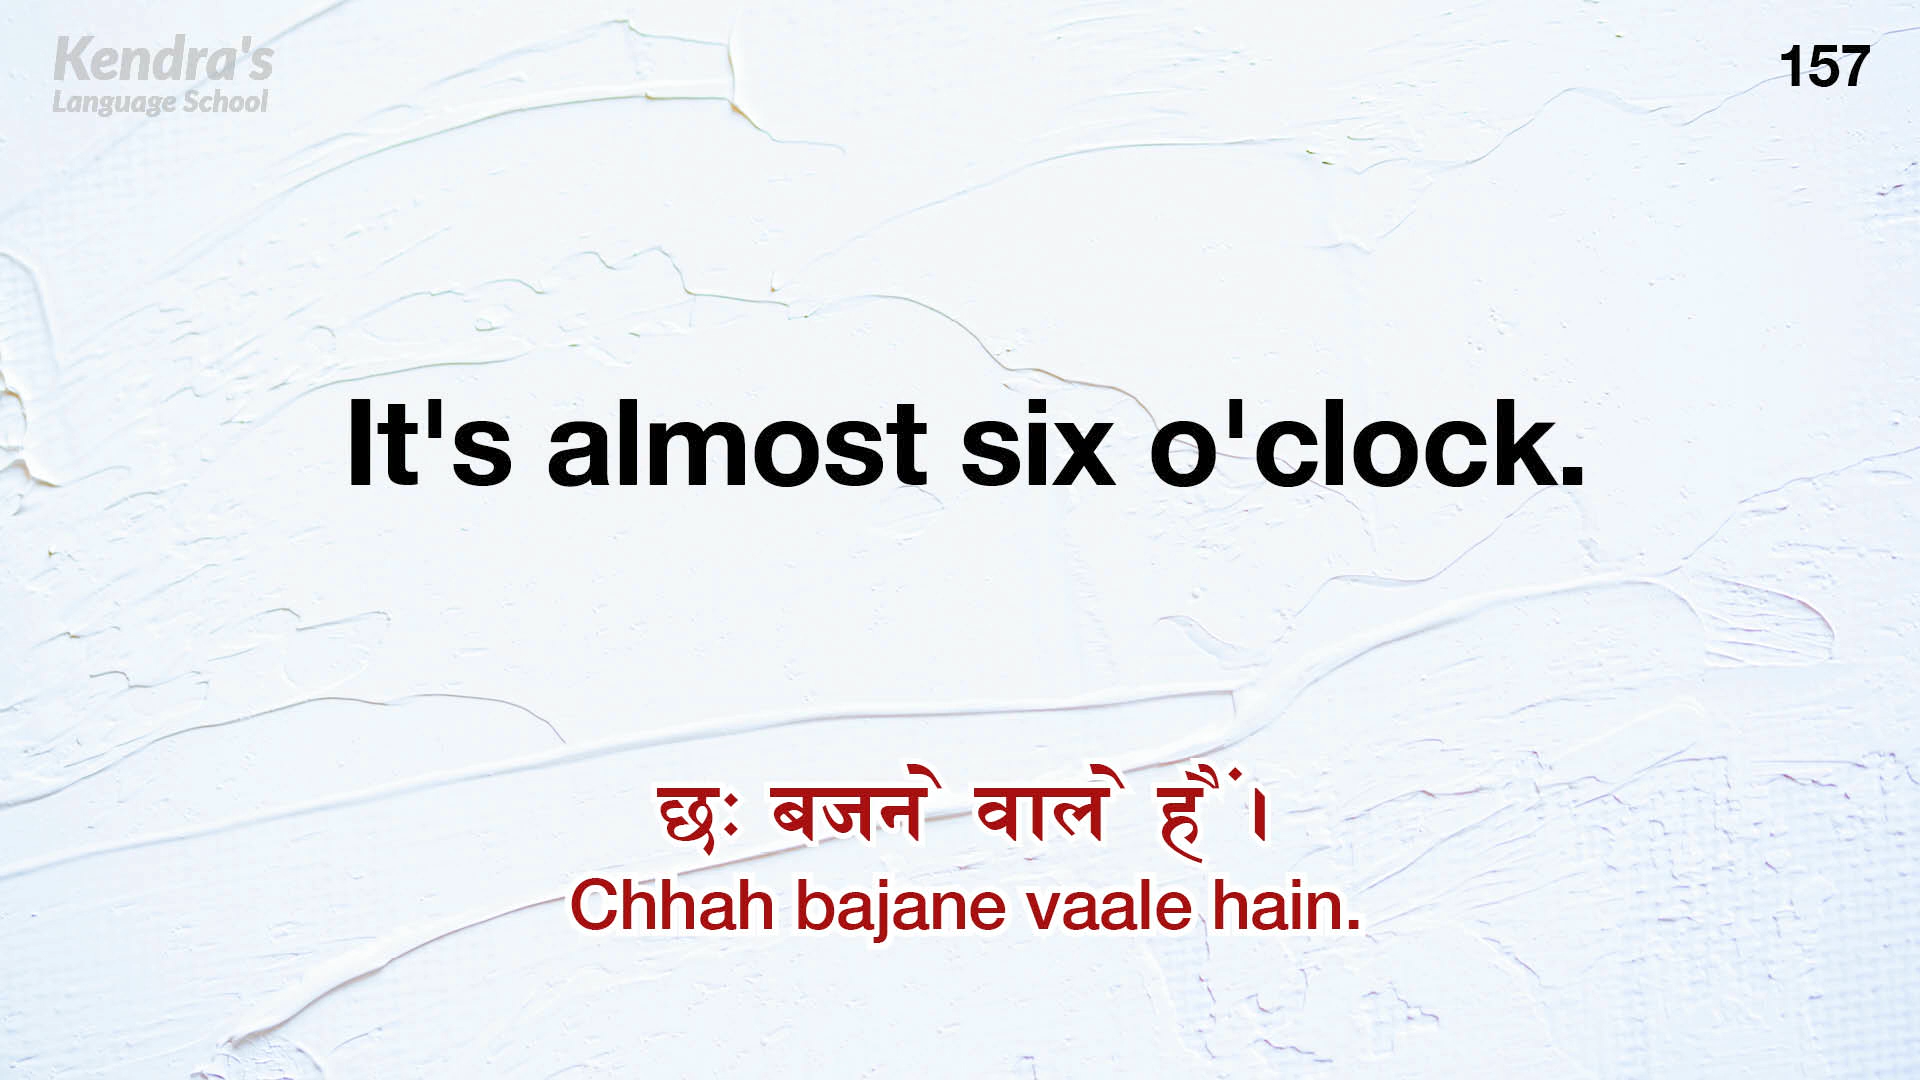 Kendra's
Language School
157
It's almost six o'clock.
छः बजने वाले हैं।
Chhah bajane vaale hain.